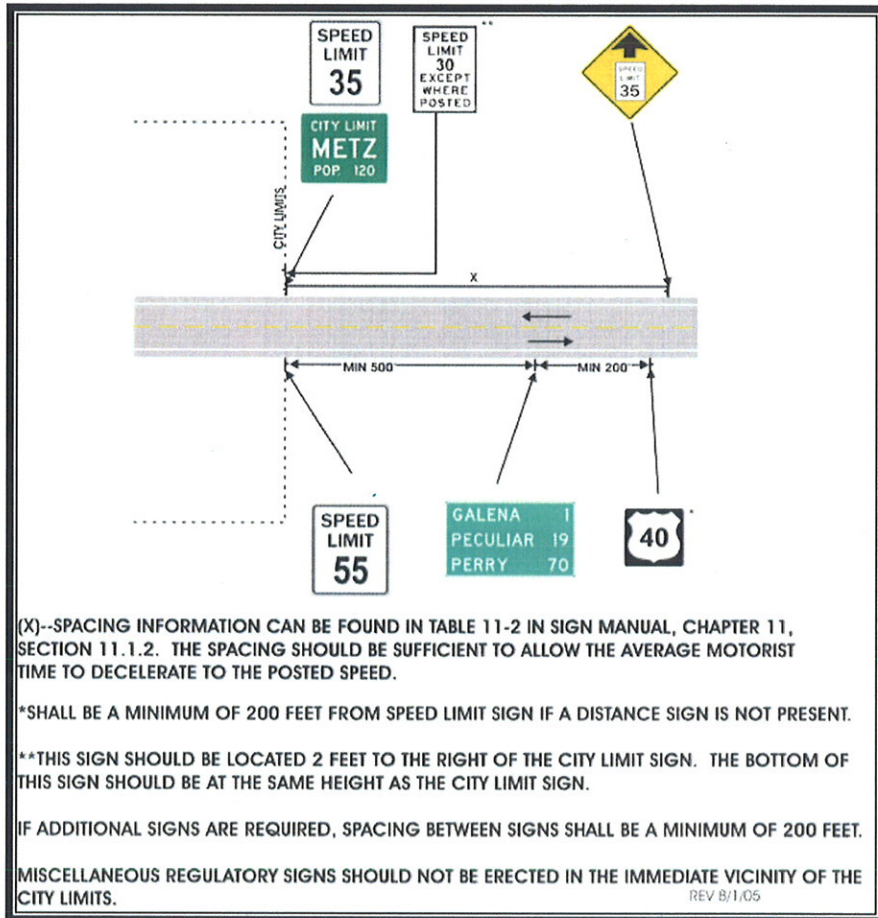 SPEED
LIMIT
35
SPEED
LIMIT
30
EXCEPT
WHERE
POSTED
**
SPEED
LIMIT
35
CITY LIMIT
METZ
POP. 120
CITY LIMITS
X
MIN 500
MIN 200
SPEED
LIMIT
55
GALENA 1
PECULIAR 19
PERRY 70
40
*
(X)--SPACING INFORMATION CAN BE FOUND IN TABLE 11-2 IN SIGN MANUAL, CHAPTER 11,
SECTION 11.1.2. THE SPACING SHOULD BE SUFFICIENT TO ALLOW THE AVERAGE MOTORIST
TIME TO DECELERATE TO THE POSTED SPEED.
*SHALL BE A MINIMUM OF 200 FEET FROM SPEED LIMIT SIGN IF A DISTANCE SIGN IS NOT PRESENT.
**THIS SIGN SHOULD BE LOCATED 2 FEET TO THE RIGHT OF THE CITY LIMIT SIGN. THE BOTTOM OF
THIS SIGN SHOULD BE AT THE SAME HEIGHT AS THE CITY LIMIT SIGN.
IF ADDITIONAL SIGNS ARE REQUIRED, SPACING BETWEEN SIGNS SHALL BE A MINIMUM OF 200 FEET.
MISCELLANEOUS REGULATORY SIGNS SHOULD NOT BE ERECTED IN THE IMMEDIATE VICINITY OF THE
CITY LIMITS.
REV 8/1/05